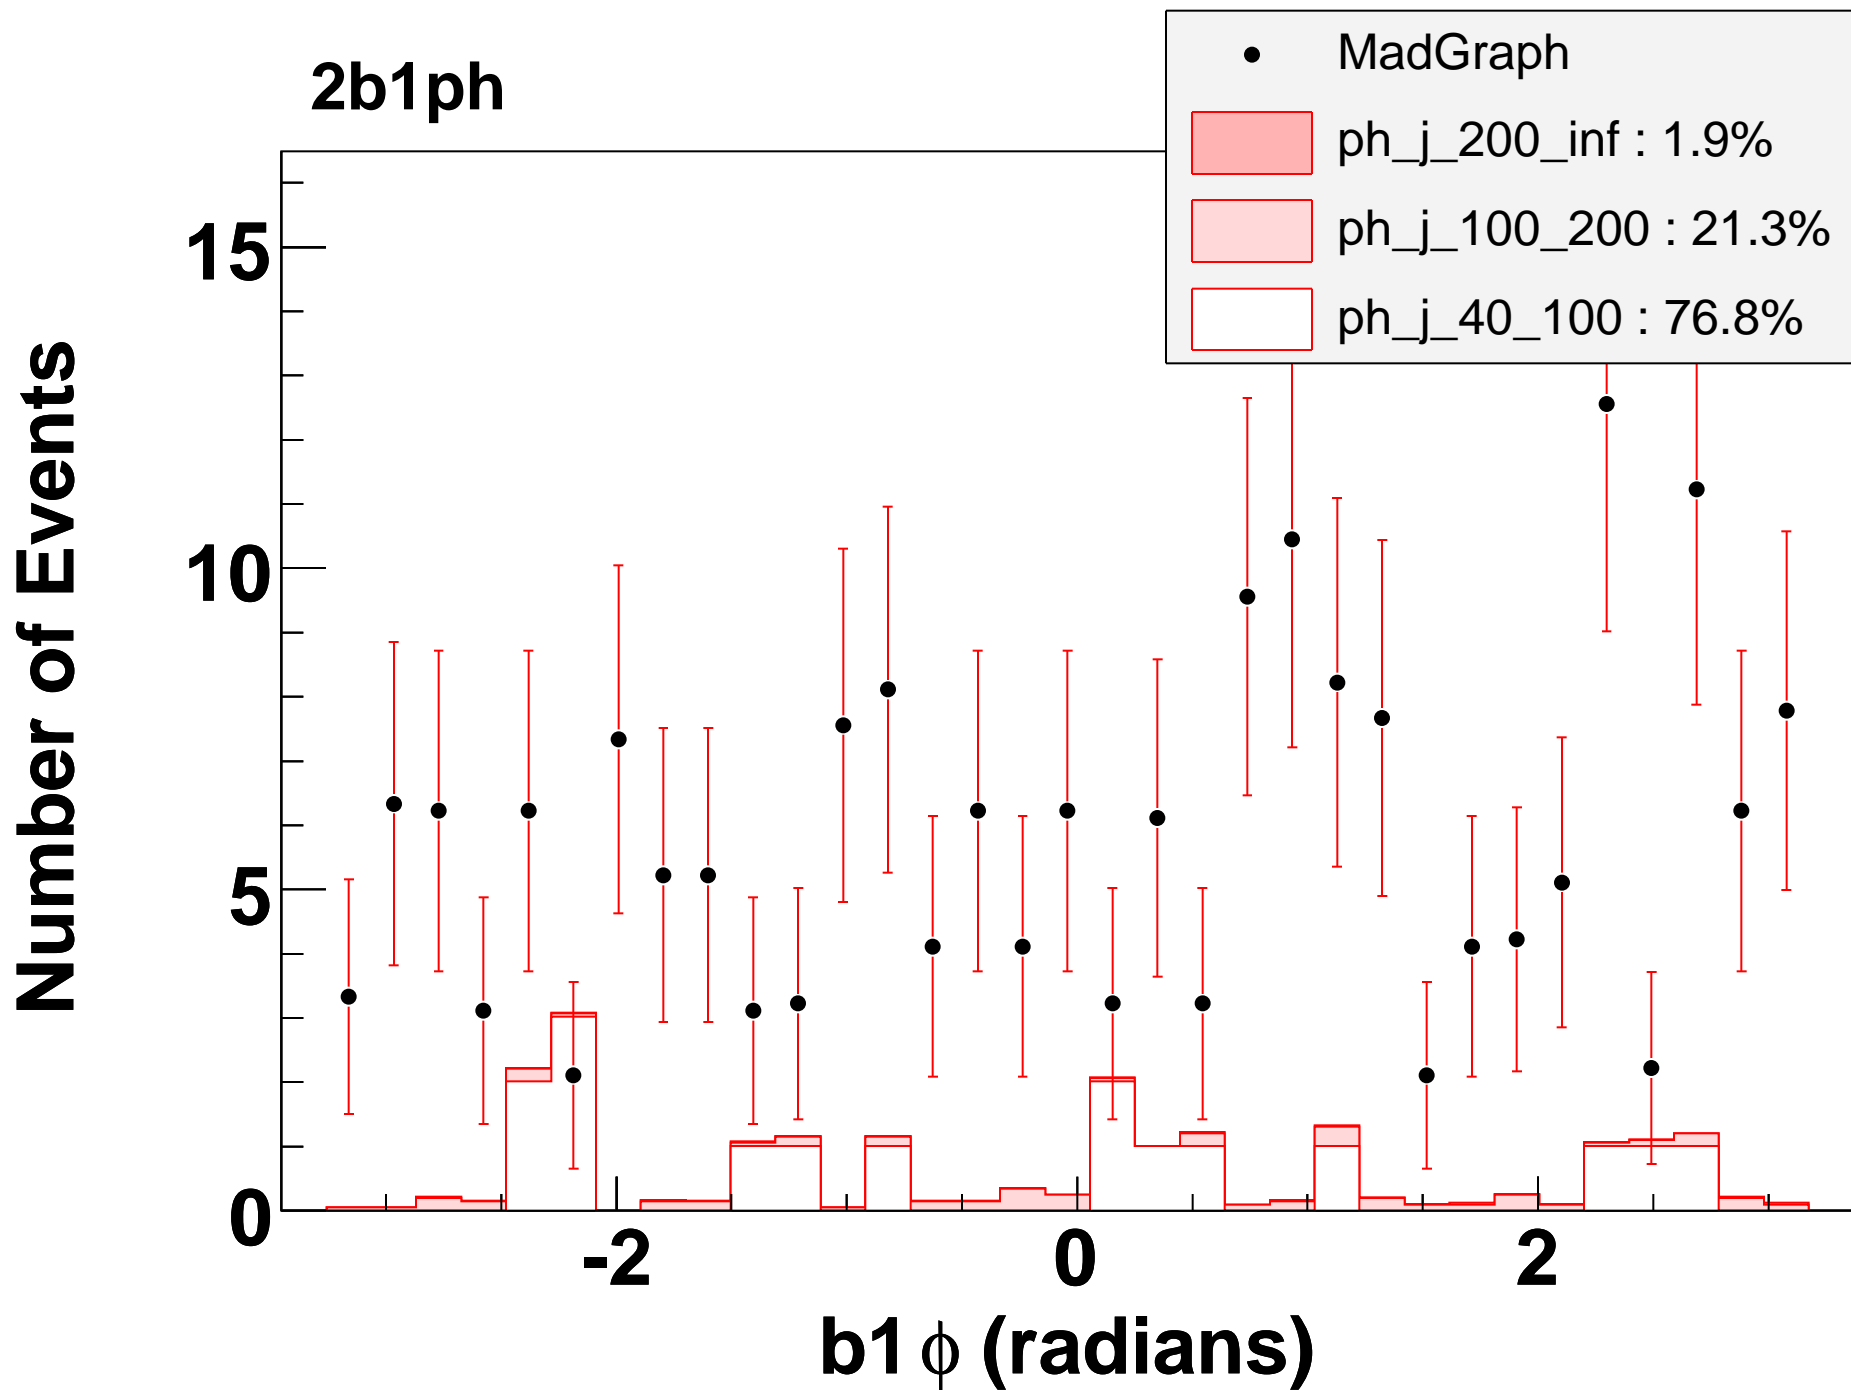 2b1ph
MadGraph
ph_j_200_inf : 1.9%
ph_j_100_200 : 21.3%
ph_j_40_100 : 76.8%
Number of Events
15
10
5
0
-2
0
2
b1 ϕ (radians)